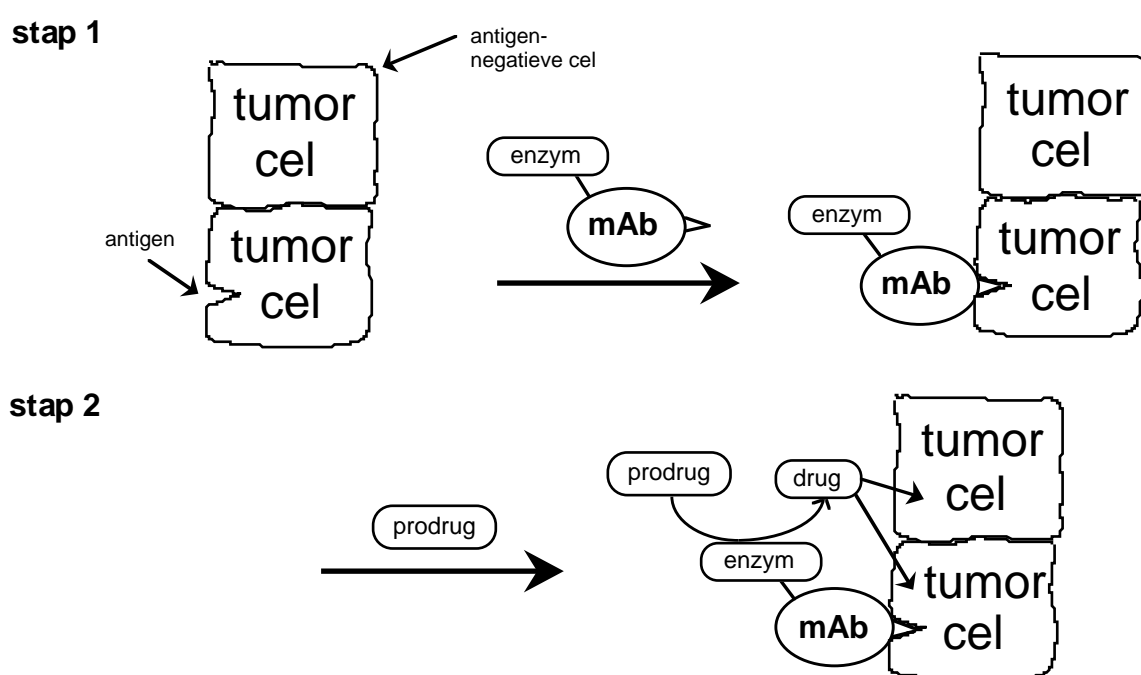 stap 1
antigen-
negatieve cel
tumor
cel
antigen
tumor
cel
enzym
mAb
tumor
cel
enzym
tumor
mAb
cel
stap 2
prodrug
prodrug
drug
tumor
cel
enzym
tumor
mAb
cel